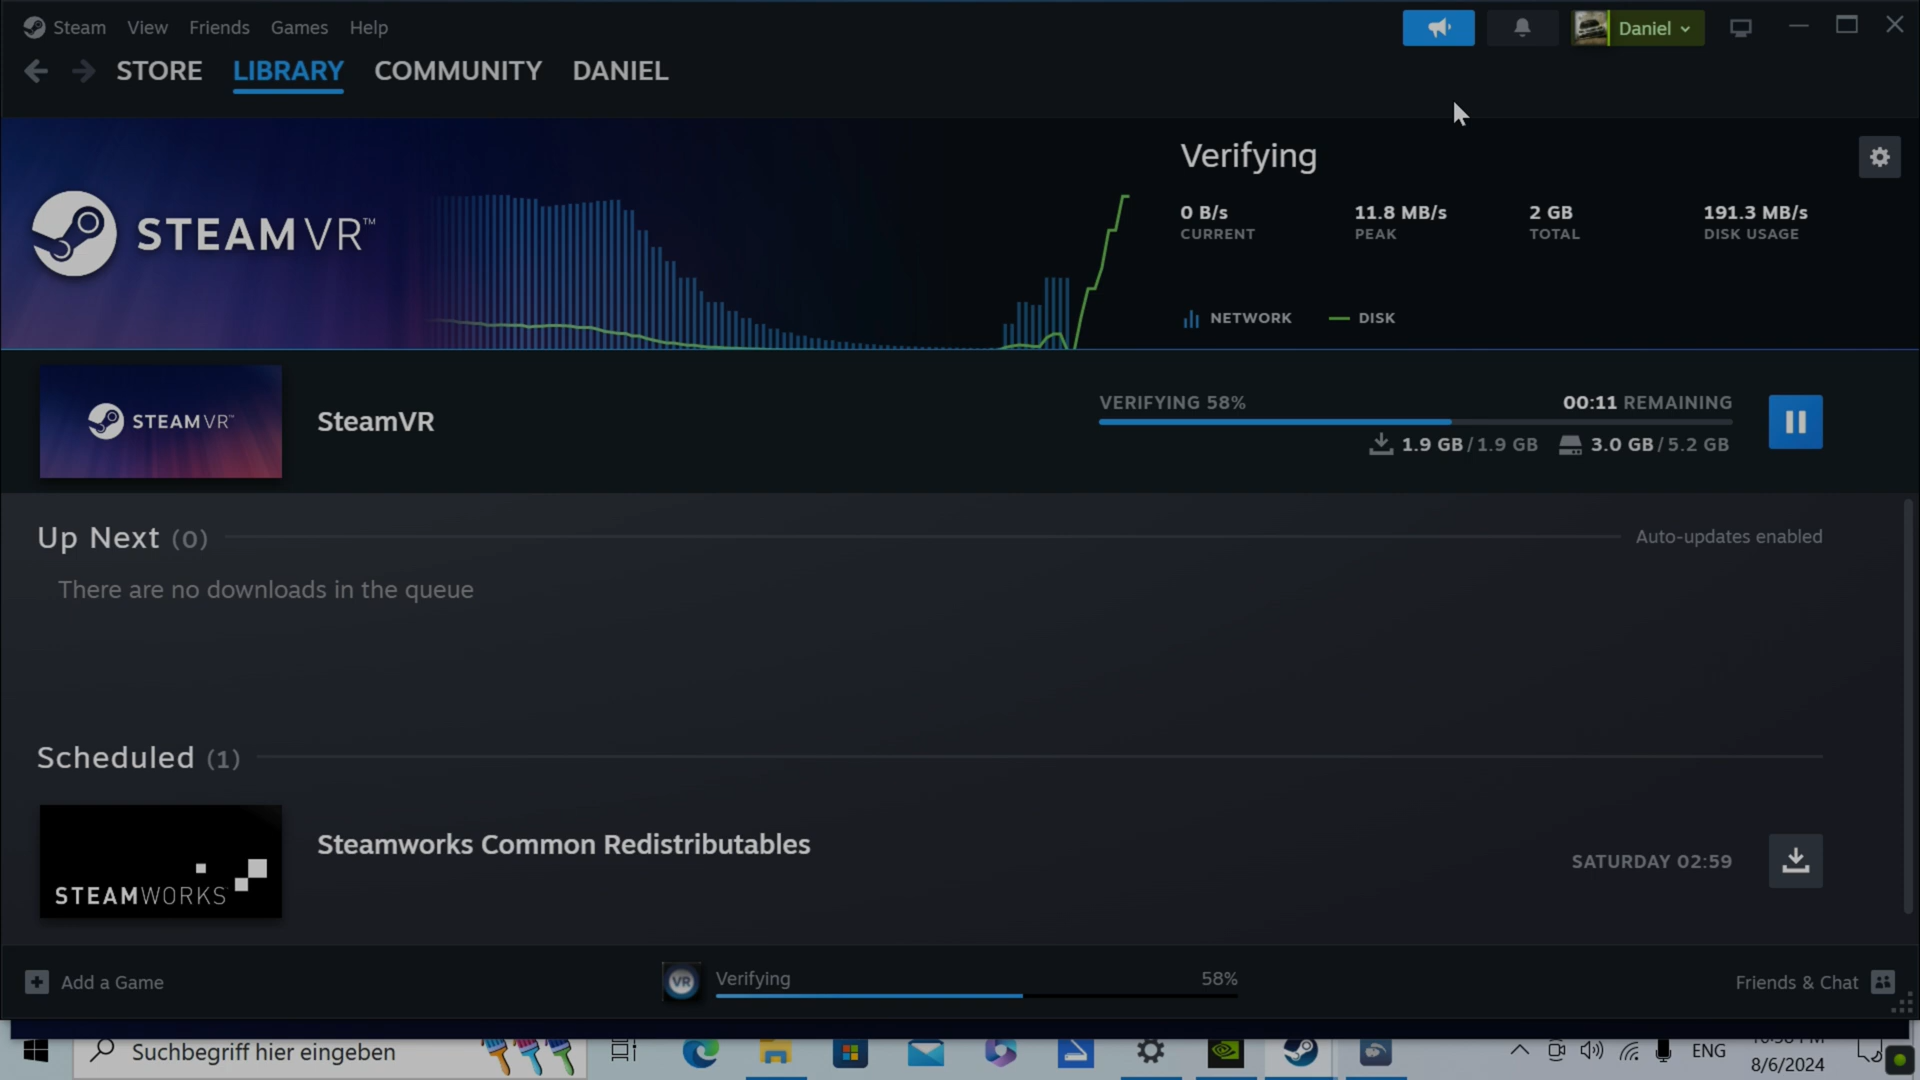 Steam View Friends Games Help
Daniel
STORE LIBRARY COMMUNITY DANIEL
Verifying
STEAMVR™
0 B/s 11.8 MB/s 2 GB 191.3 MB/s
CURRENT PEAK TOTAL DISK USAGE
NETWORK DISK
STEAMVR™
SteamVR
VERIFYING 58% 00:11 REMAINING
1.9 GB / 1.9 GB 3.0 GB / 5.2 GB
Up Next (0) Auto-updates enabled
There are no downloads in the queue
Scheduled (1)
STEAMWORKS
Steamworks Common Redistributables
SATURDAY 02:59
Add a Game
VR Verifying 58%
Friends & Chat
Suchbegriff hier eingeben
ENG
8/6/2024